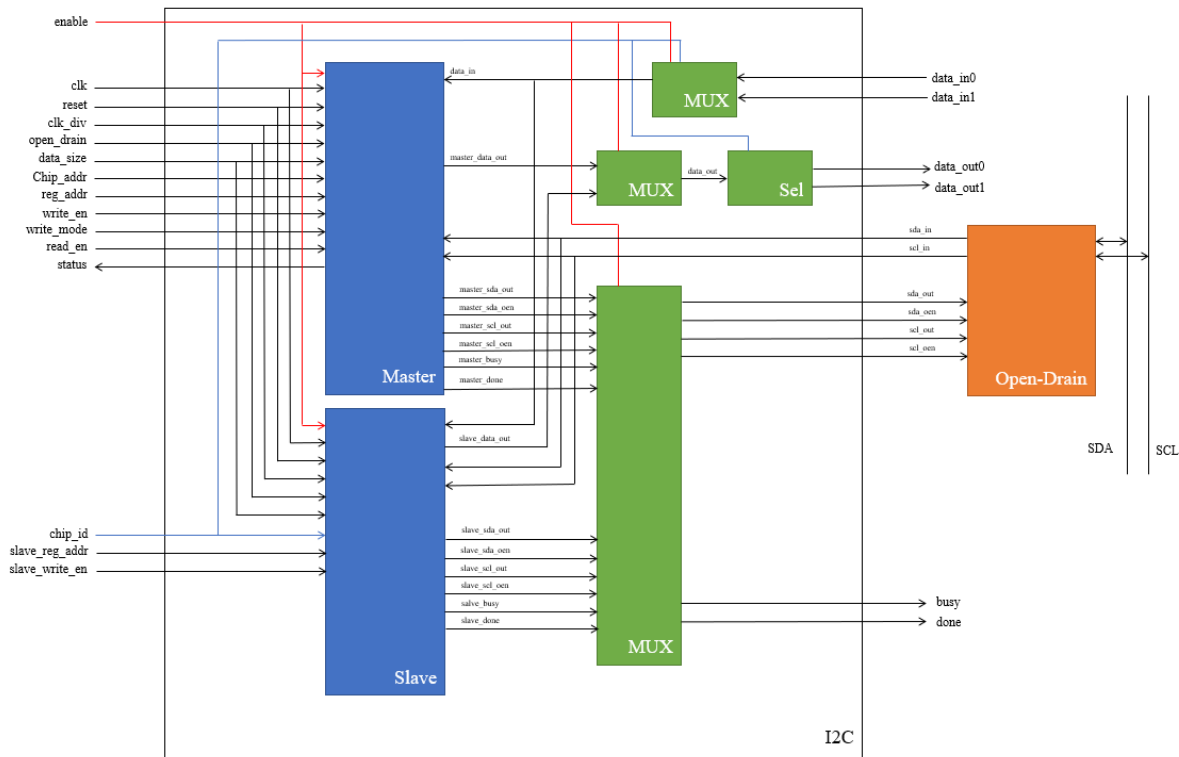 enable
clk
reset
clk_div
open_drain
data_size
Chip_addr
reg_addr
write_en
write_mode
read_en
status
chip_id
slave_reg_addr
slave_write_en
data_in
master_data_out
master_sda_out
master_sda_oen
master_scl_out
master_scl_oen
master_busy
master_done
Master
slave_data_out
slave_sda_out
slave_sda_oen
slave_scl_out
slave_scl_oen
salve_busy
slave_done
Slave
MUX
MUX
data_out
Sel
MUX
data_in0
data_in1
data_out0
data_out1
sda_in
scl_in
sda_out
sda_oen
scl_out
scl_oen
Open-Drain
SDA
SCL
busy
done
I2C